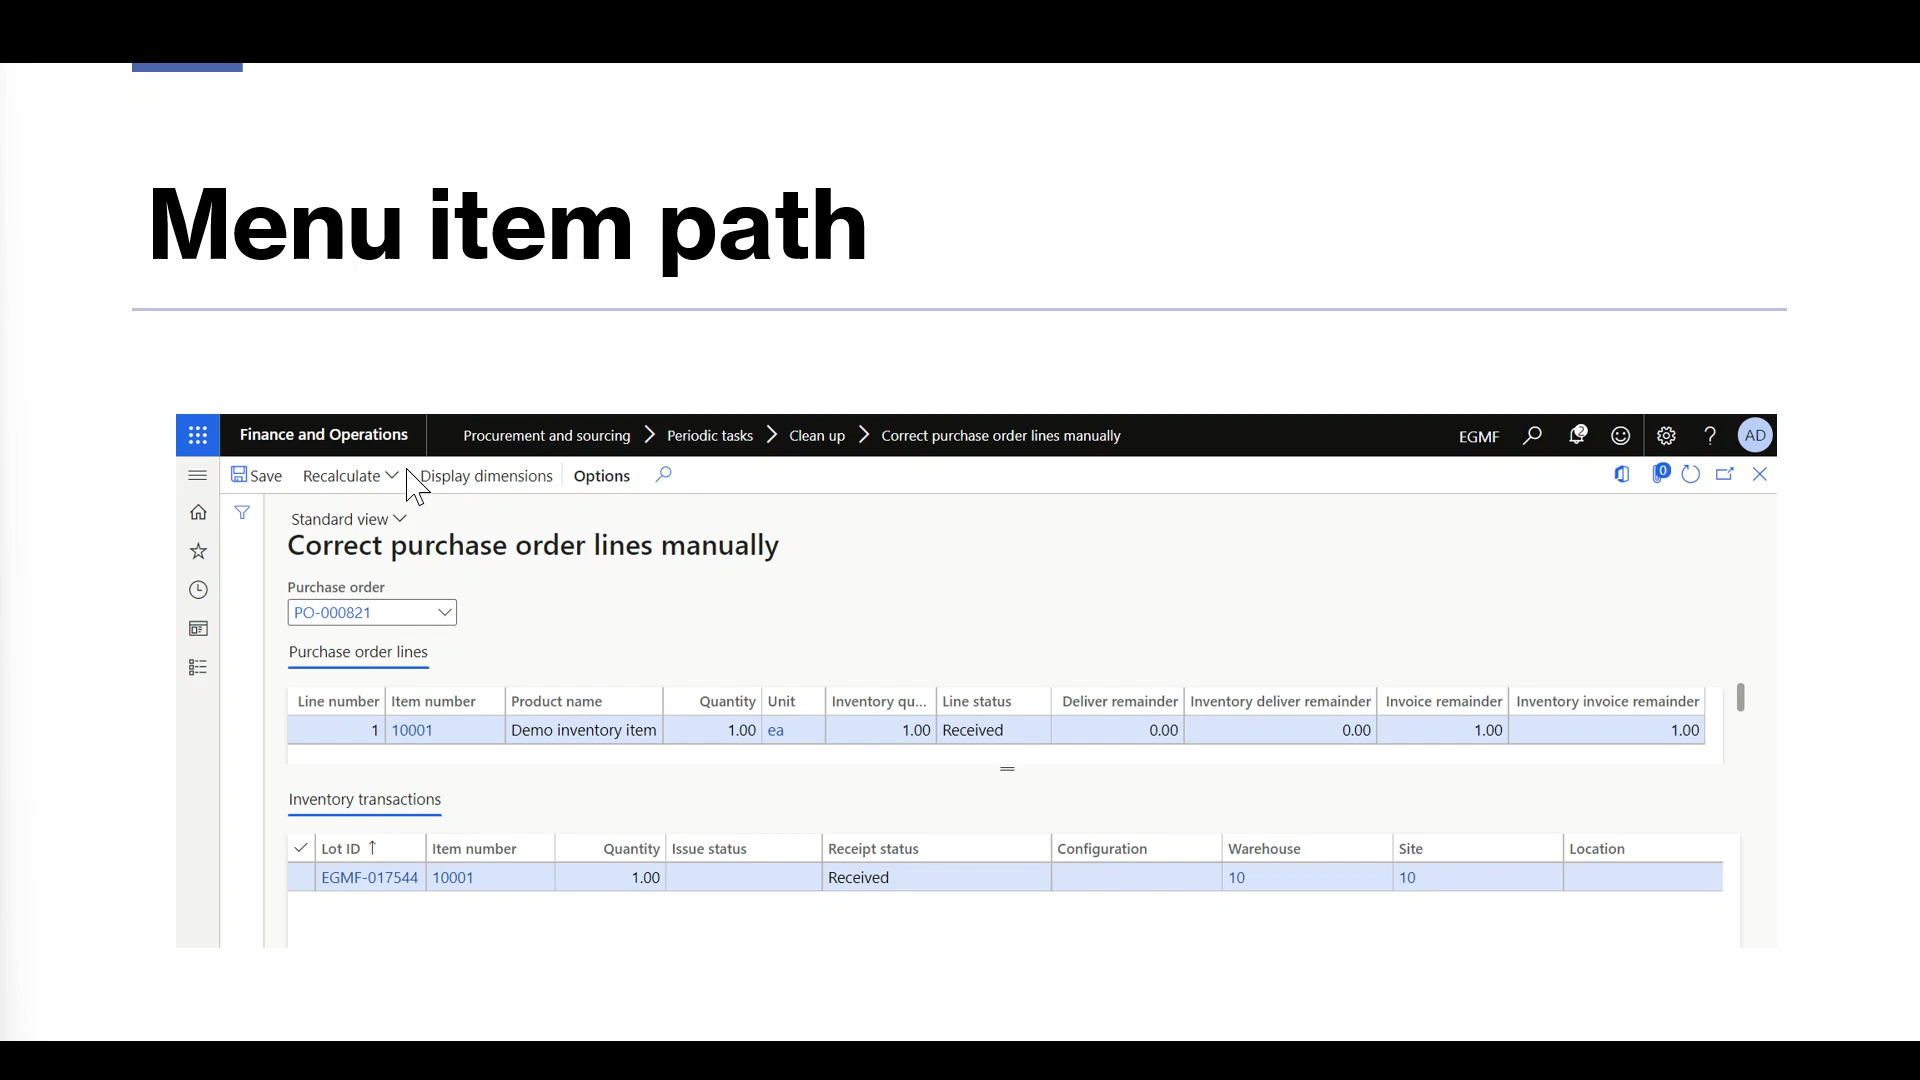 Menu item path
Finance and Operations
Procurement and sourcing > Periodic tasks > Clean up > Correct purchase order lines manually
EGMF
2
?
AD
Save Recalculate Display dimensions Options
0
Standard view
Correct purchase order lines manually
Purchase order
PO-000821
Purchase order lines
Line number Item number Product name Quantity Unit Inventory qu... Line status Deliver remainder Inventory deliver remainder Invoice remainder Inventory invoice remainder
1 10001 Demo inventory item 1.00 ea 1.00 Received 0.00 0.00 1.00 1.00
Inventory transactions
Lot ID ↑ Item number Quantity Issue status Receipt status Configuration Warehouse Site Location
EGMF-017544 10001 1.00 Received 10 10